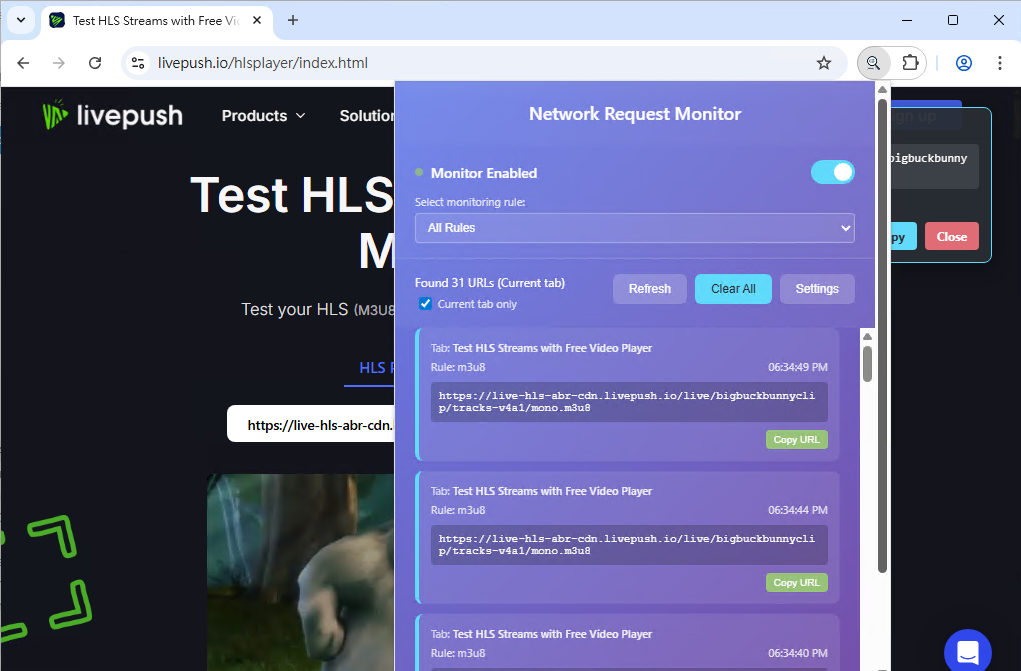 Test HLS Streams with Free Vi
livepush.io/hlsplayer/index.html
livepush
Products
Solution
Sign up
Test HLS
M
Test your HLS (M3U8
HLS P
https://live-hls-abr-cdn.
Network Request Monitor
Monitor Enabled
Select monitoring rule:
All Rules
Found 31 URLs (Current tab)
Current tab only
Refresh
Clear All
Settings
Tab: Test HLS Streams with Free Video Player
Rule: m3u8
06:34:49 PM
https://live-hls-abr-cdn.livepush.io/live/bigbuckbunnycli
p/tracks-v4a1/mono.m3u8
Copy URL
Tab: Test HLS Streams with Free Video Player
Rule: m3u8
06:34:44 PM
https://live-hls-abr-cdn.livepush.io/live/bigbuckbunnycli
p/tracks-v4a1/mono.m3u8
Copy URL
Tab: Test HLS Streams with Free Video Player
Rule: m3u8
06:34:40 PM
bigbuckbunny
py
Close